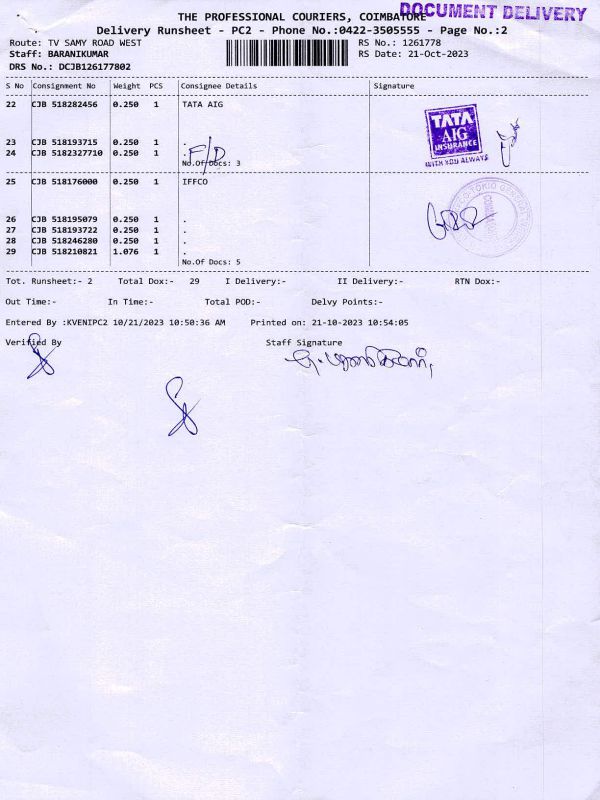 THE PROFESSIONAL COURIERS, COIMBATORE
DOCUMENT DELIVERY
Delivery Runsheet - PC2 - Phone No.:0422-3505555 - Page No.:2
Route: TV SAMY ROAD WEST
RS No.: 1261778
Staff: BARANIKUMAR
RS Date: 21-Oct-2023
DRS No.: DCJB126177802
S No Consignment No Weight PCS Consignee Details Signature
22 CJB 518282456 0.250 1 TATA AIG
TATA
AIG
INSURANCE
WITH YOU ALWAYS
23 CJB 518193715 0.250 1 .
24 CJB 5182327710 0.250 1 .
F/D
No.Of Docs: 3
25 CJB 518176000 0.250 1 IFFCO
26 CJB 518195079 0.250 1 .
27 CJB 518193722 0.250 1 .
28 CJB 518246280 0.250 1 .
29 CJB 518210821 1.076 1 .
No.Of Docs: 5
Tot. Runsheet:- 2 Total Dox:- 29 I Delivery:- II Delivery:- RTN Dox:-
Out Time:- In Time:- Total POD:- Delvy Points:-
Entered By :KVENIPC2 10/21/2023 10:50:36 AM Printed on: 21-10-2023 10:54:05
Verified By Staff Signature